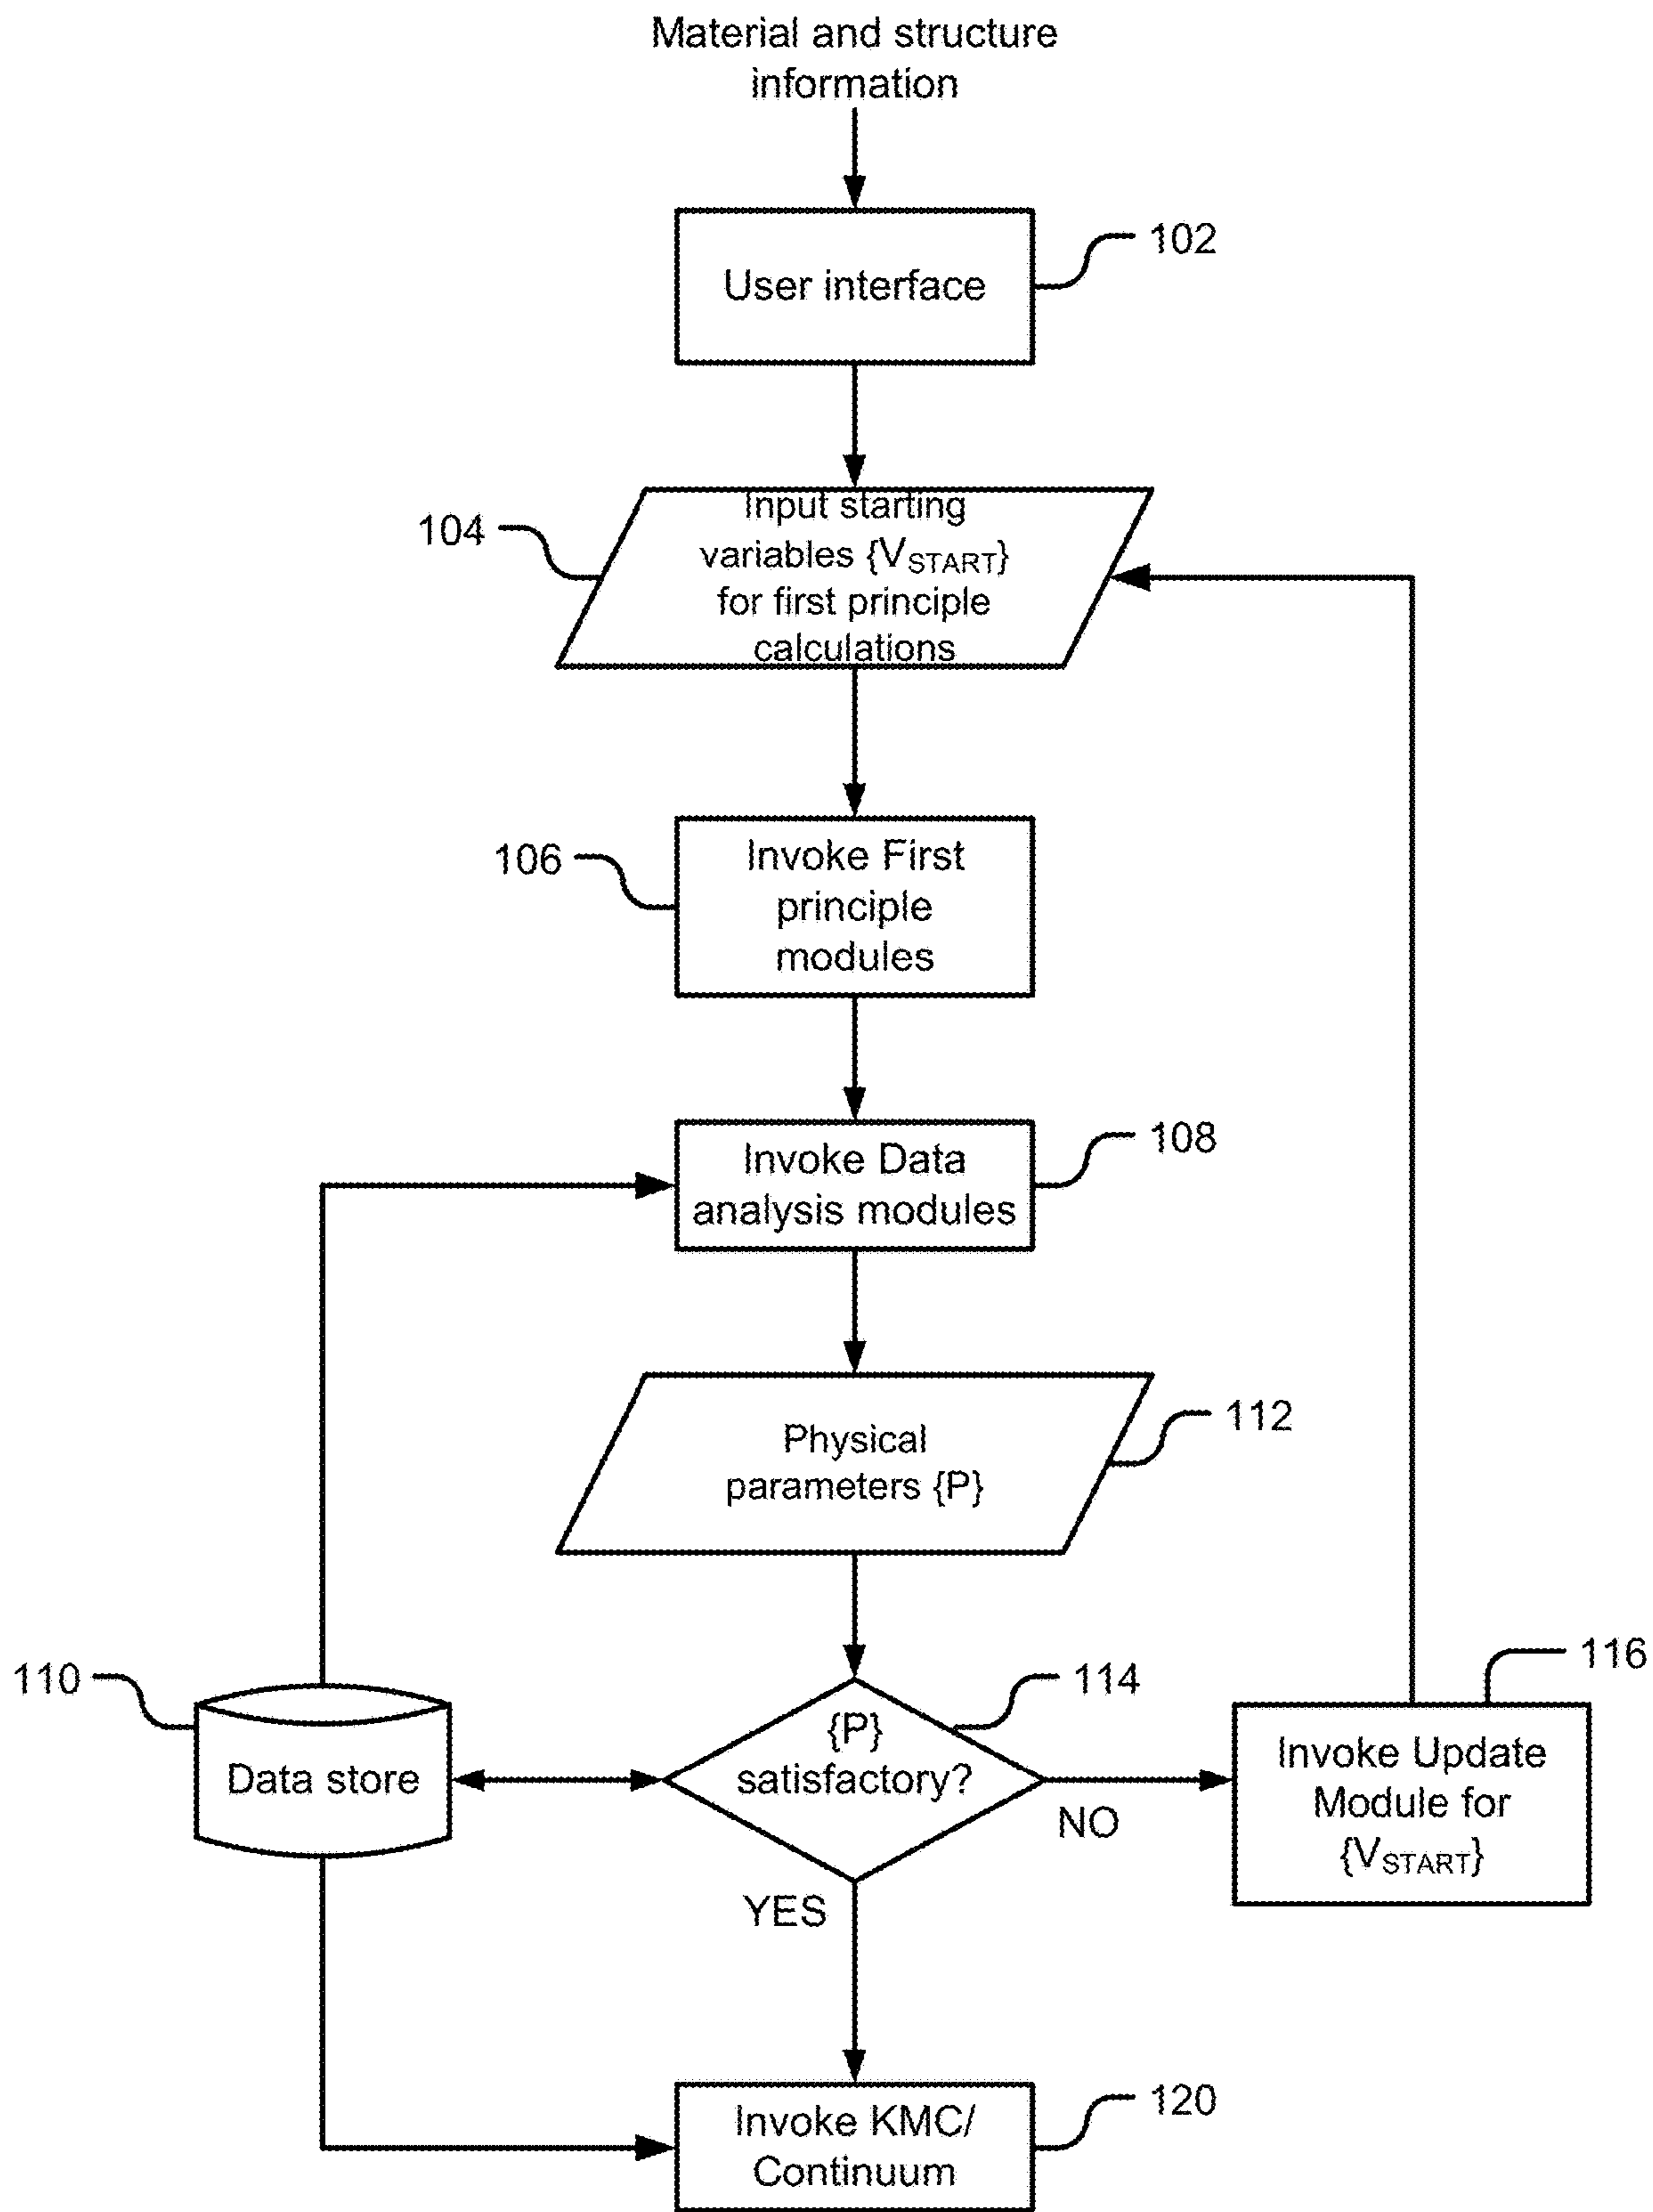 Material and structure
information
102
User interface
104
Input starting
variables {VSTART}
for first principle
calculations
106
Invoke First
principle
modules
108
Invoke Data
analysis modules
112
Physical
parameters {P}
110
Data store
114
{P}
satisfactory?
NO
YES
116
Invoke Update
Module for
{VSTART}
120
Invoke KMC/
Continuum